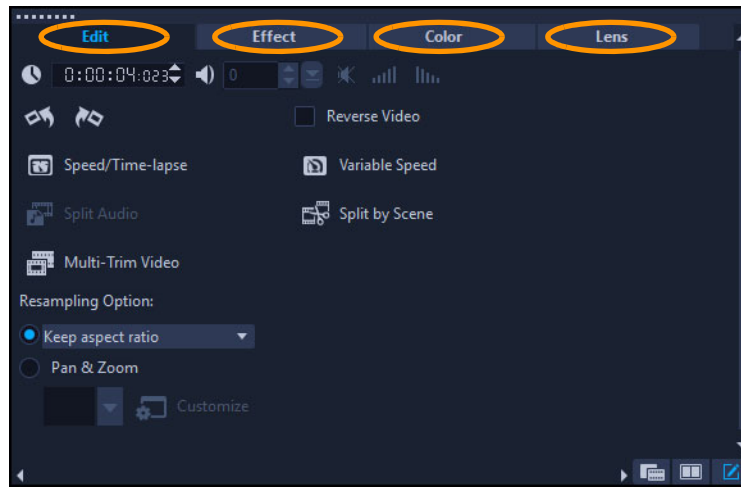 Edit Effect Color Lens
0:00:04:023 0
Reverse Video
Speed/Time-lapse Variable Speed
Split Audio Split by Scene
Multi-Trim Video
Resampling Option:
Keep aspect ratio
Pan & Zoom
Customize